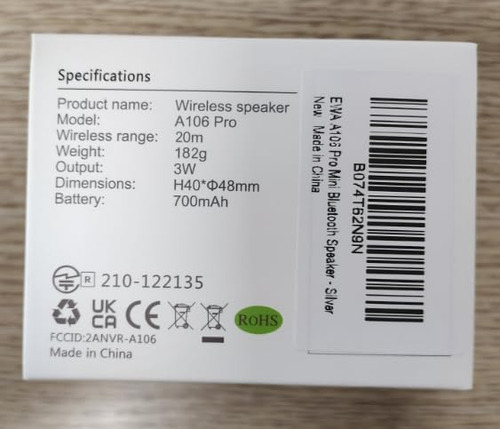 Specifications
Product name: Wireless speaker
Model: A106 Pro
Wireless range: 20m
Weight: 182g
Output: 3W
Dimensions: H40*Φ48mm
Battery: 700mAh
R 210-122135
UK CA CE RoHS
FCCID:2ANVR-A106
Made in China
B074T62N9N
EWA A106 Pro Mini Bluetooth Speaker - Silver
New Made in China